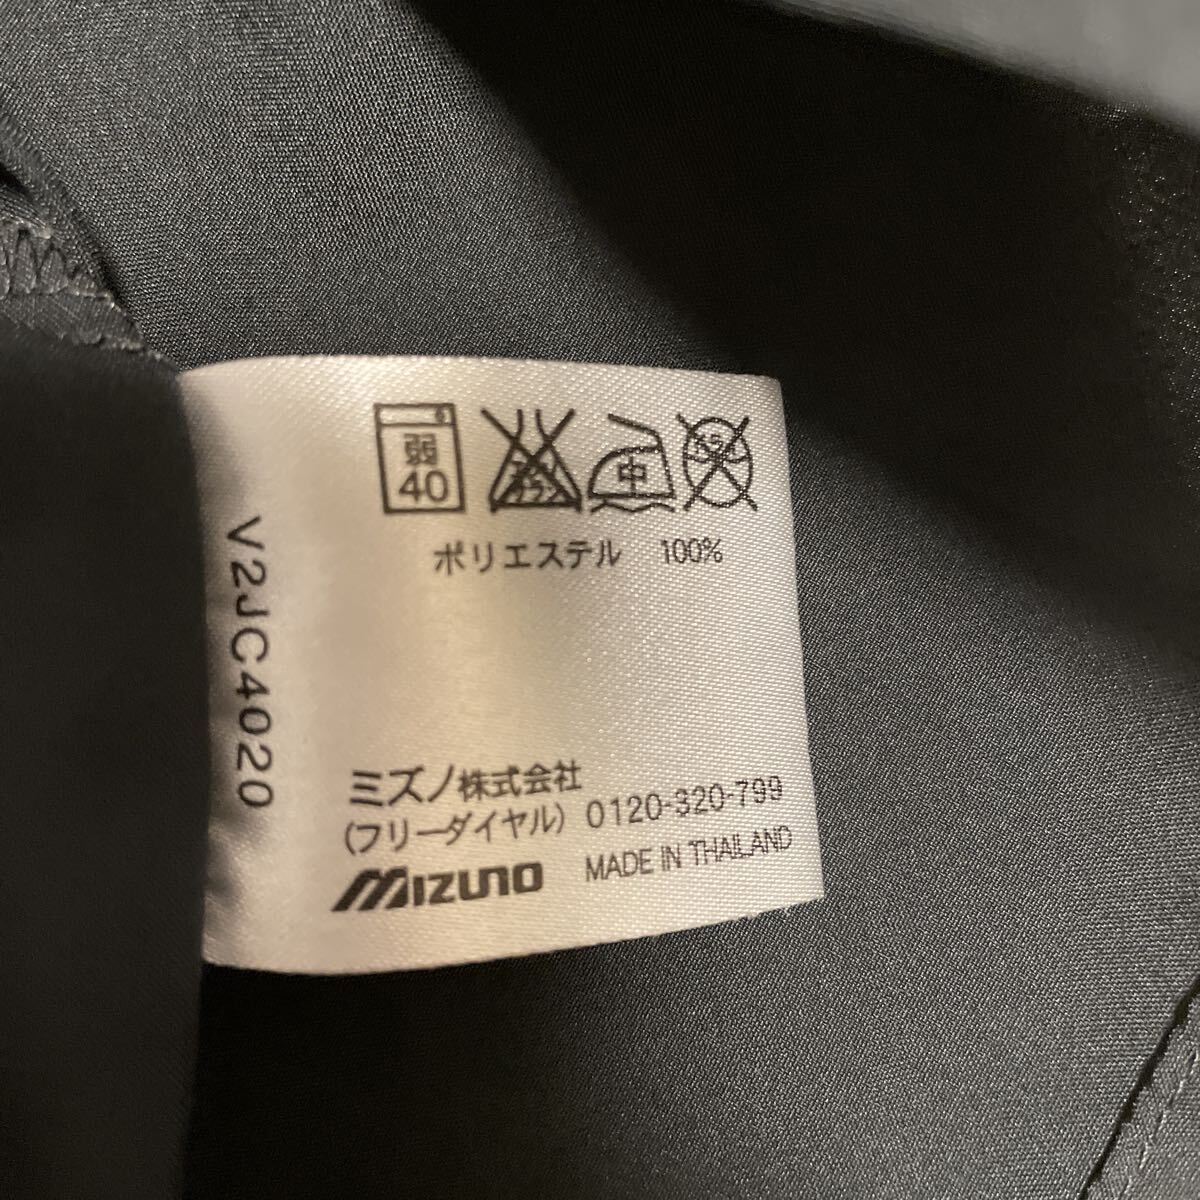 弱
40
中
ポリエステル 100%
V2JC4020
ミズノ株式会社
(フリーダイヤル) 0120-320-799
MIZUNO MADE IN THAILAND